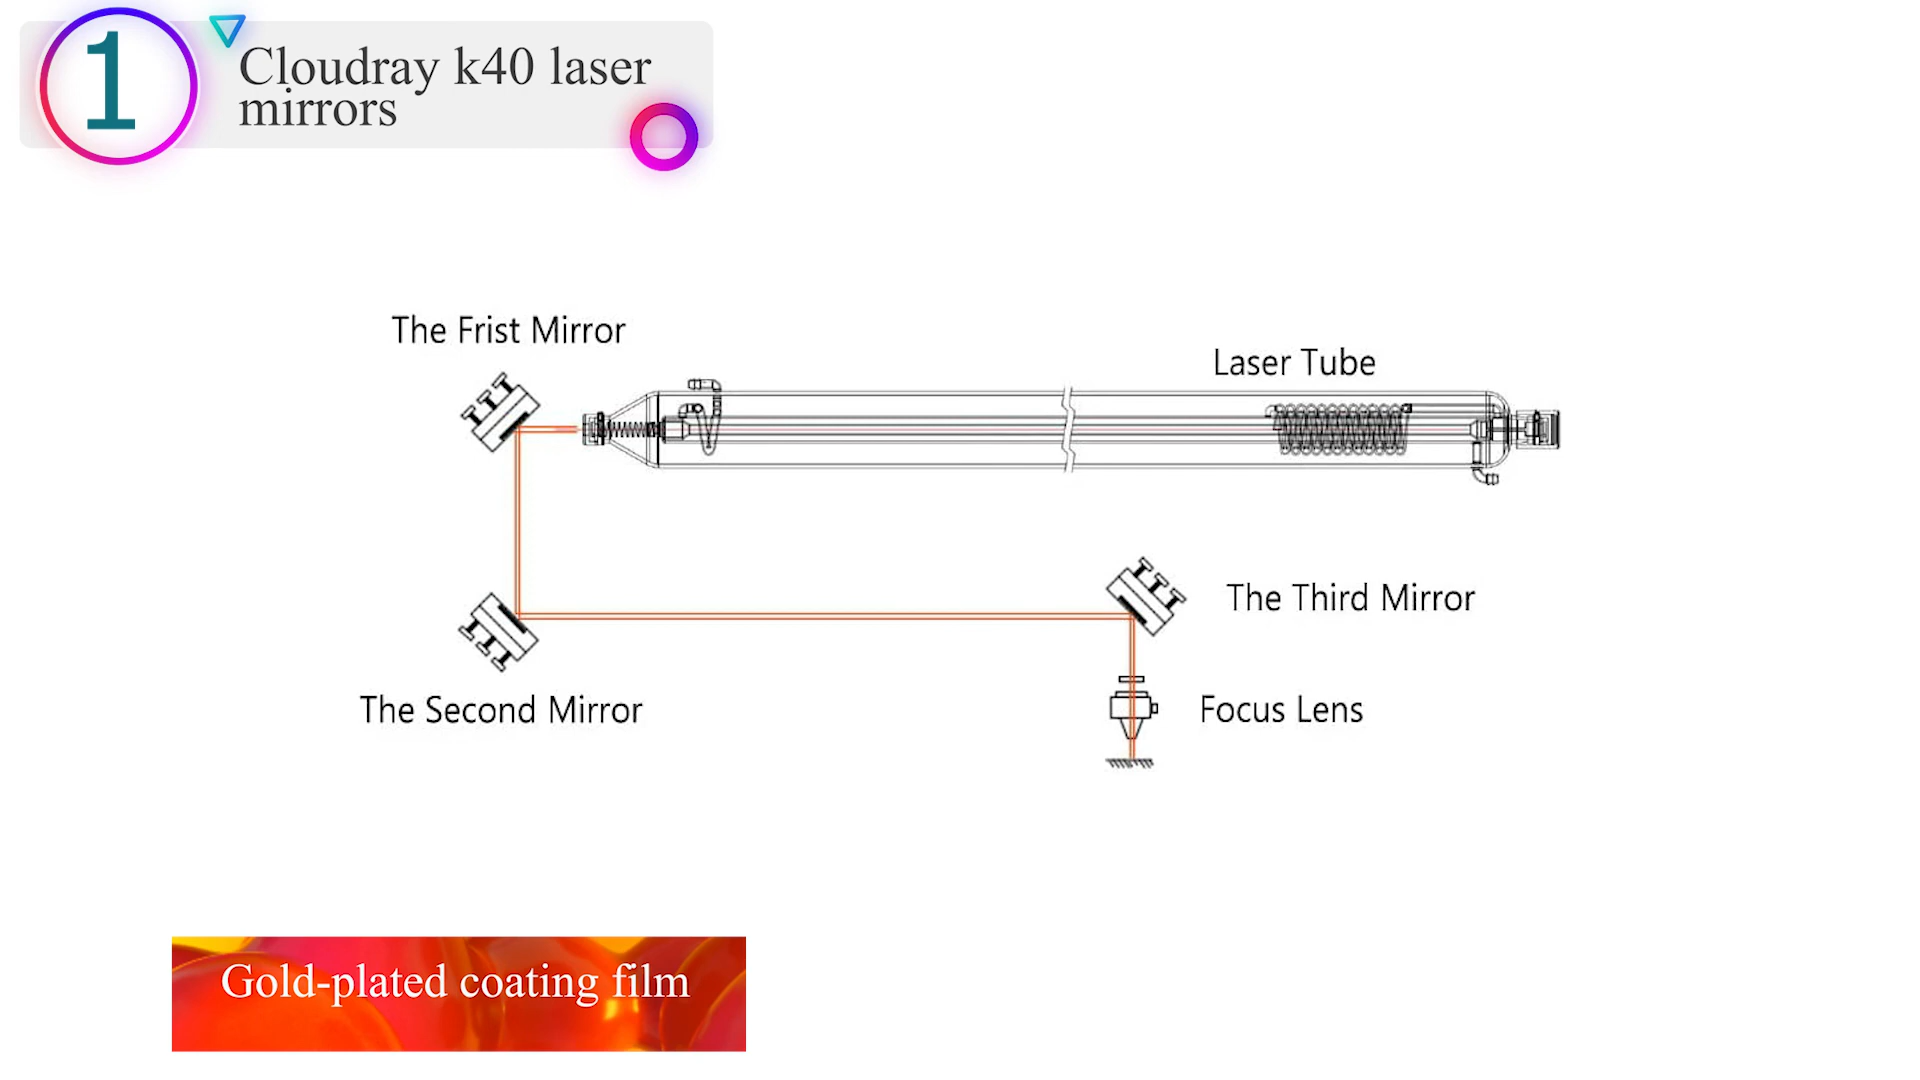 1
Cloudray k40 laser
mirrors
The Frist Mirror
Laser Tube
The Third Mirror
The Second Mirror
Focus Lens
Gold-plated coating film